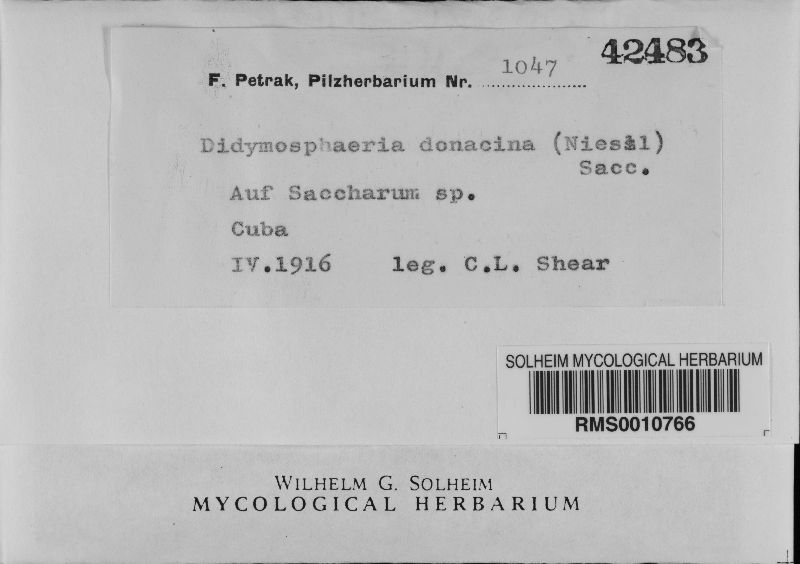 42483
F. Petrak, Pilzherbarium Nr. 1047
Didymosphaeria donacina (Niessl)
Sacc.
Auf Saccharum sp.
Cuba
IV.1916 leg. C.L. Shear
SOLHEIM MYCOLOGICAL HERBARIUM
RMS0010766
WILHELM G. SOLHEIM
MYCOLOGICAL HERBARIUM